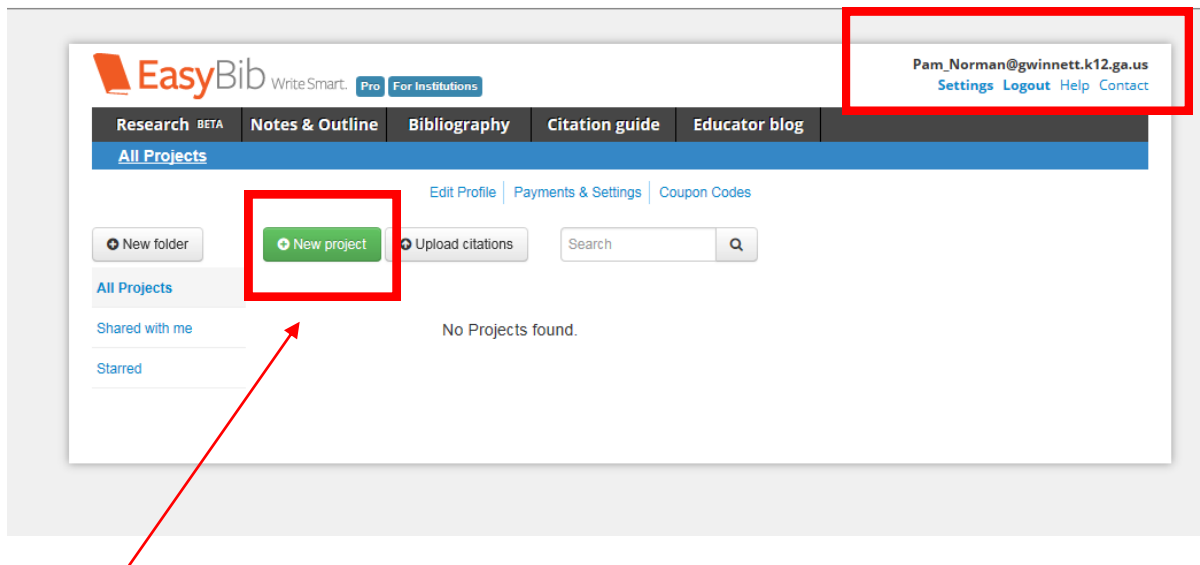 EasyBib Write Smart. Pro For Institutions
Pam_Norman@gwinnett.k12.ga.us
Settings Logout Help Contact
Research BETA Notes & Outline Bibliography Citation guide Educator blog
All Projects
Edit Profile Payments & Settings Coupon Codes
New folder New project Upload citations Search
All Projects
Shared with me
No Projects found.
Starred